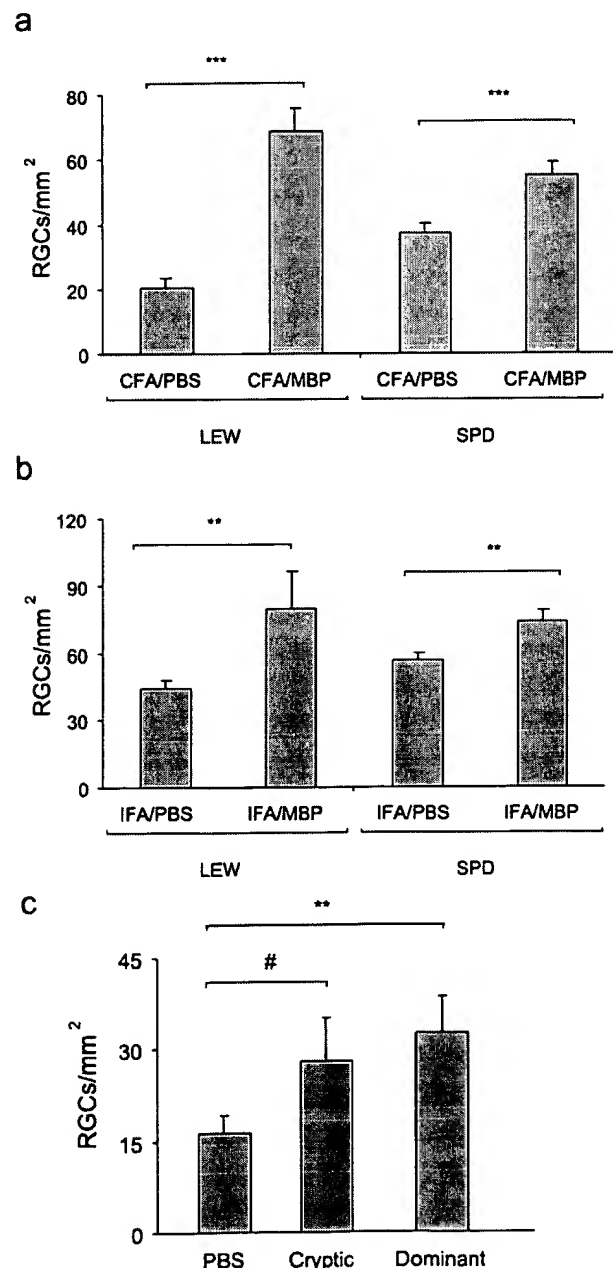 a
*** ***
80
60
40
20
0
RGCs/mm²
CFA/PBS CFA/MBP CFA/PBS CFA/MBP
LEW SPD
b
** **
120
90
60
30
0
RGCs/mm²
IFA/PBS IFA/MBP IFA/PBS IFA/MBP
LEW SPD
c
**
#
45
30
15
0
RGCs/mm²
PBS Cryptic Dominant